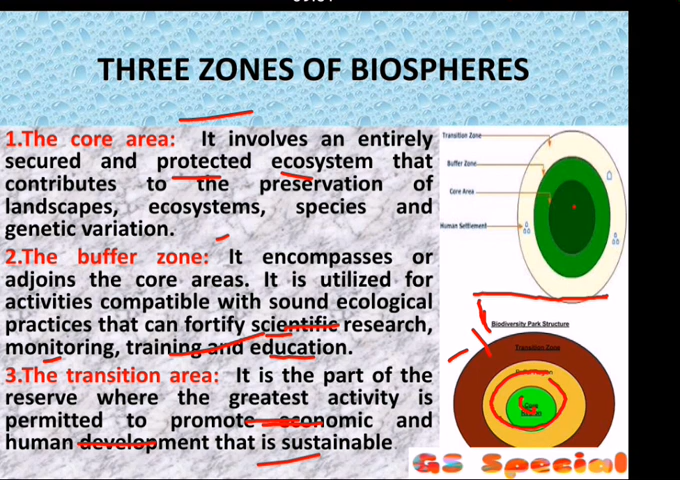 THREE ZONES OF BIOSPHERES
1.The core area: It involves an entirely
secured and protected ecosystem that
contributes to the preservation of
landscapes, ecosystems, species and
genetic variation.
2.The buffer zone: It encompasses or
adjoins the core areas. It is utilized for
activities compatible with sound ecological
practices that can fortify scientific research,
monitoring, training and education.
3.The transition area: It is the part of the
reserve where the greatest activity is
permitted to promote economic and
human development that is sustainable
Transition Zone
Buffer Zone
Core Area
Human Settlement
Biodiversity Park Structure
Transition Zone
Core
GS Special